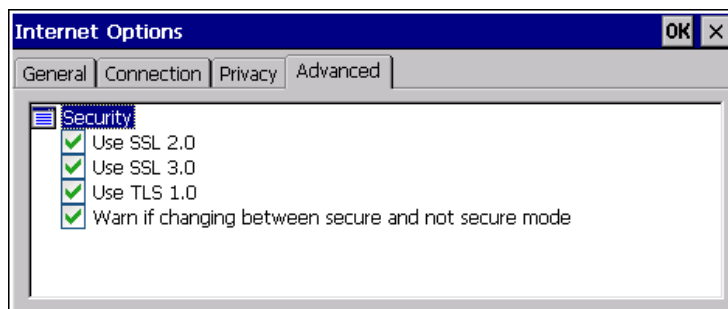 Internet Options OK ×
General Connection Privacy Advanced
Security
Use SSL 2.0
Use SSL 3.0
Use TLS 1.0
Warn if changing between secure and not secure mode